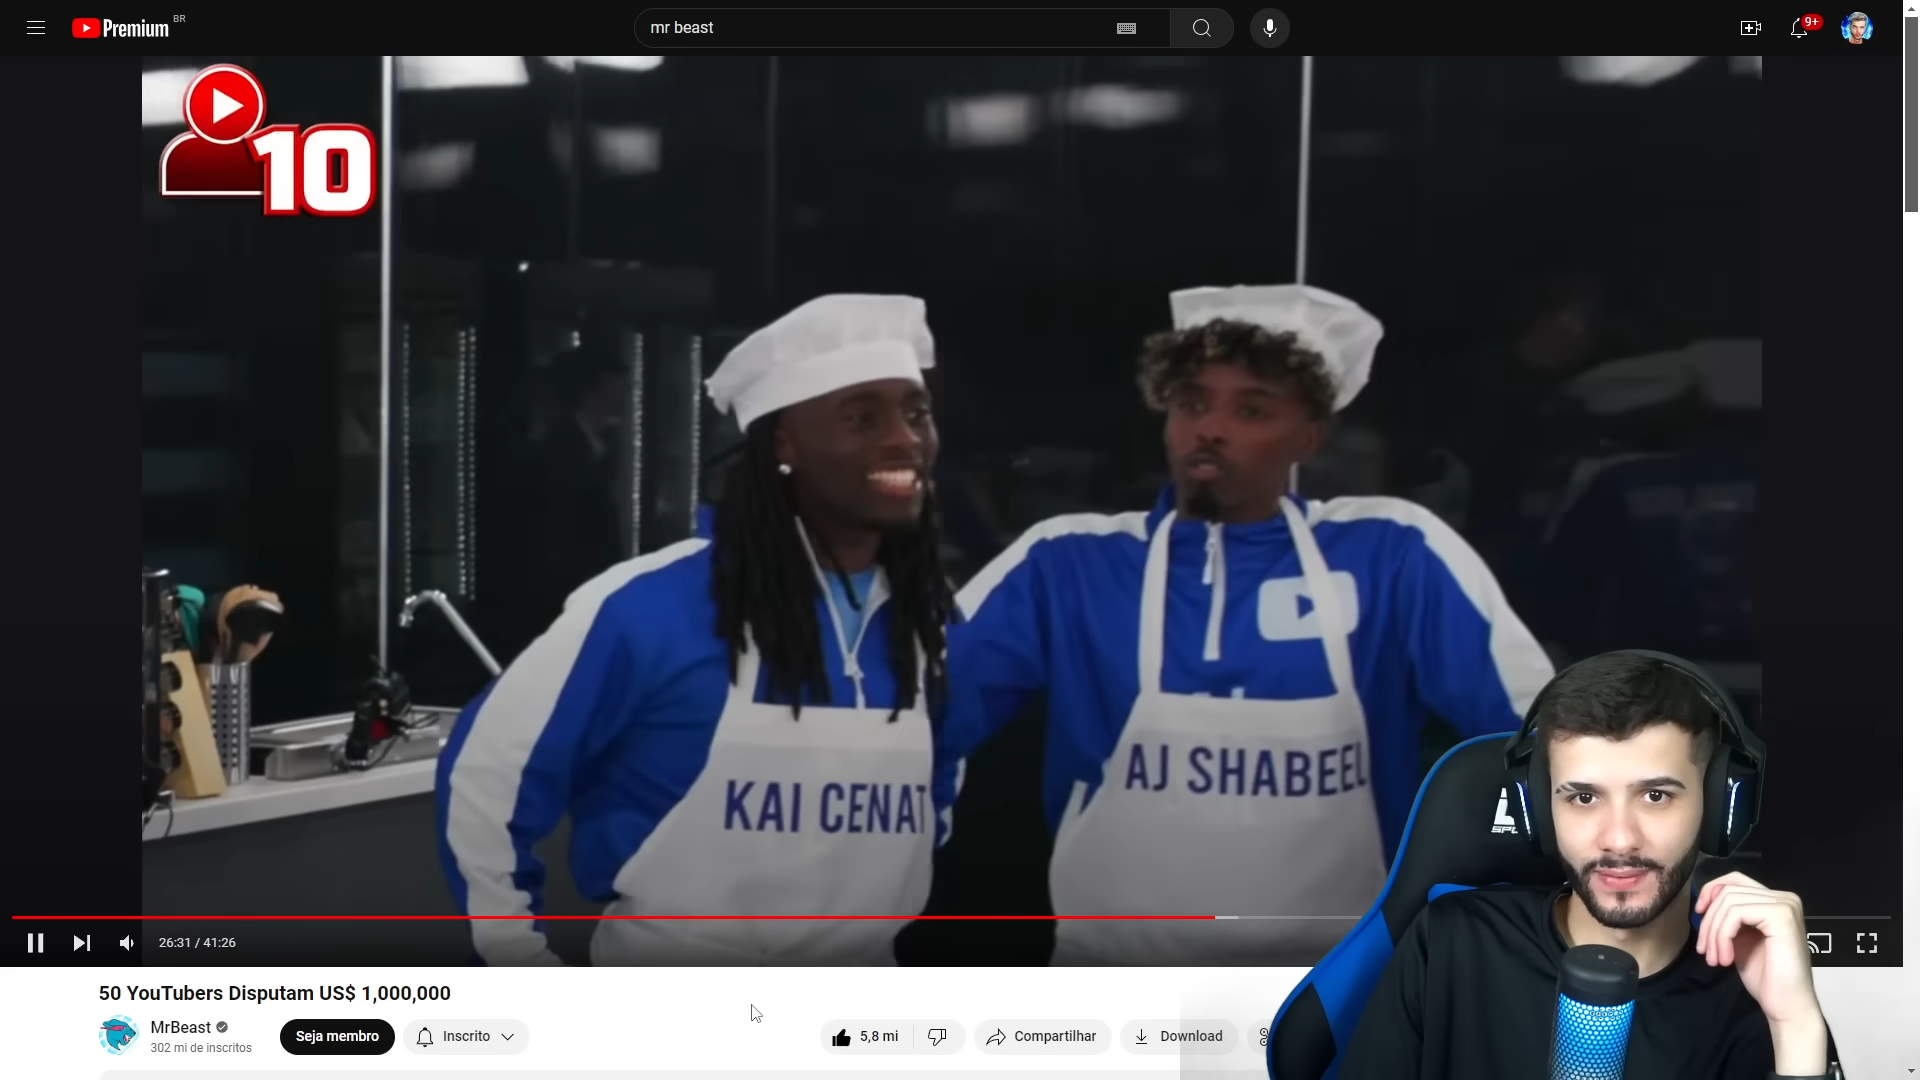 Premium BR
mr beast
9+
10
KAI CENAT
AJ SHABEEL
26:31 / 41:26
50 YouTubers Disputam US$ 1,000,000
MrBeast
302 mi de inscritos
Seja membro
Inscrito
5,8 mi
Compartilhar
Download